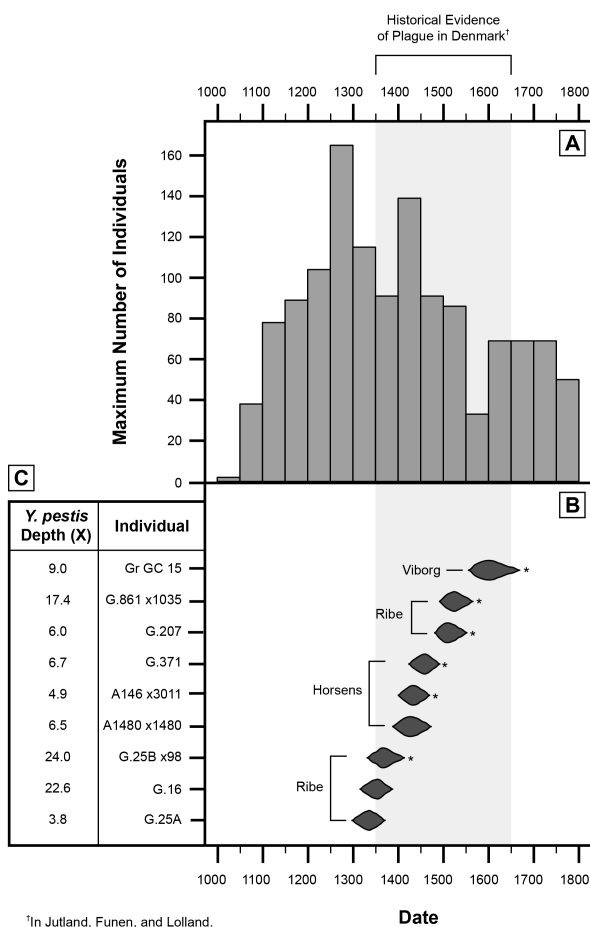 Historical Evidence
of Plague in Denmark†
1000 1100 1200 1300 1400 1500 1600 1700 1800
A
Maximum Number of Individuals
160
140
120
100
80
60
40
20
0
C
B
Y. pestis
Depth (X)
Individual
9.0 Gr GC 15 Viborg *
17.4 G.861 x1035 *
Ribe
6.0 G.207 *
6.7 G.371 *
Horsens
4.9 A146 x3011 *
6.5 A1480 x1480
24.0 G.25B x98 *
22.6 G.16 Ribe
3.8 G.25A
1000 1100 1200 1300 1400 1500 1600 1700 1800
Date
†In Jutland, Funen, and Lolland.